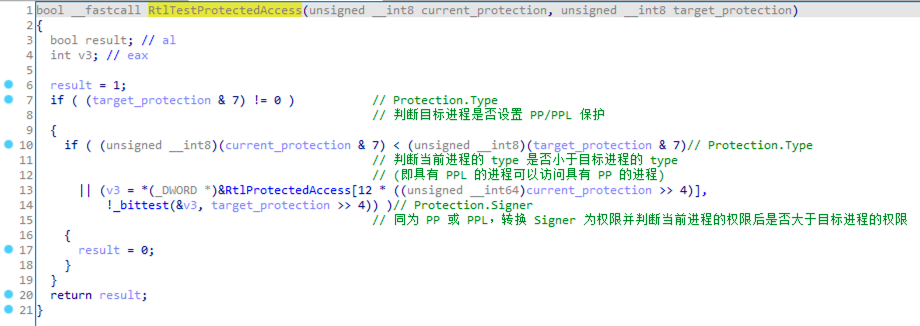 1 bool __fastcall RtlTestProtectedAccess(unsigned __int8 current_protection, unsigned __int8 target_protection)
2 {
3 bool result; // al
4 int v3; // eax
5
6 result = 1;
7 if ( (target_protection & 7) != 0 ) // Protection.Type
8 // 判断目标进程是否设置 PP/PPL 保护
9 {
10 if ( (unsigned __int8)(current_protection & 7) < (unsigned __int8)(target_protection & 7)// Protection.Type
11 // 判断当前进程的 type 是否小于目标进程的 type
12 // (即具有 PPL 的进程可以访问具有 PP 的进程)
13 || (v3 = *(_DWORD *)&RtlProtectedAccess[12 * ((unsigned __int64)current_protection >> 4)],
14 !_bittest(&v3, target_protection >> 4)) )// Protection.Signer
15 // 同为 PP 或 PPL，转换 Signer 为权限并判断当前进程的权限后是否大于目标进程的权限
16 {
17 result = 0;
18 }
19 }
20 return result;
21 }